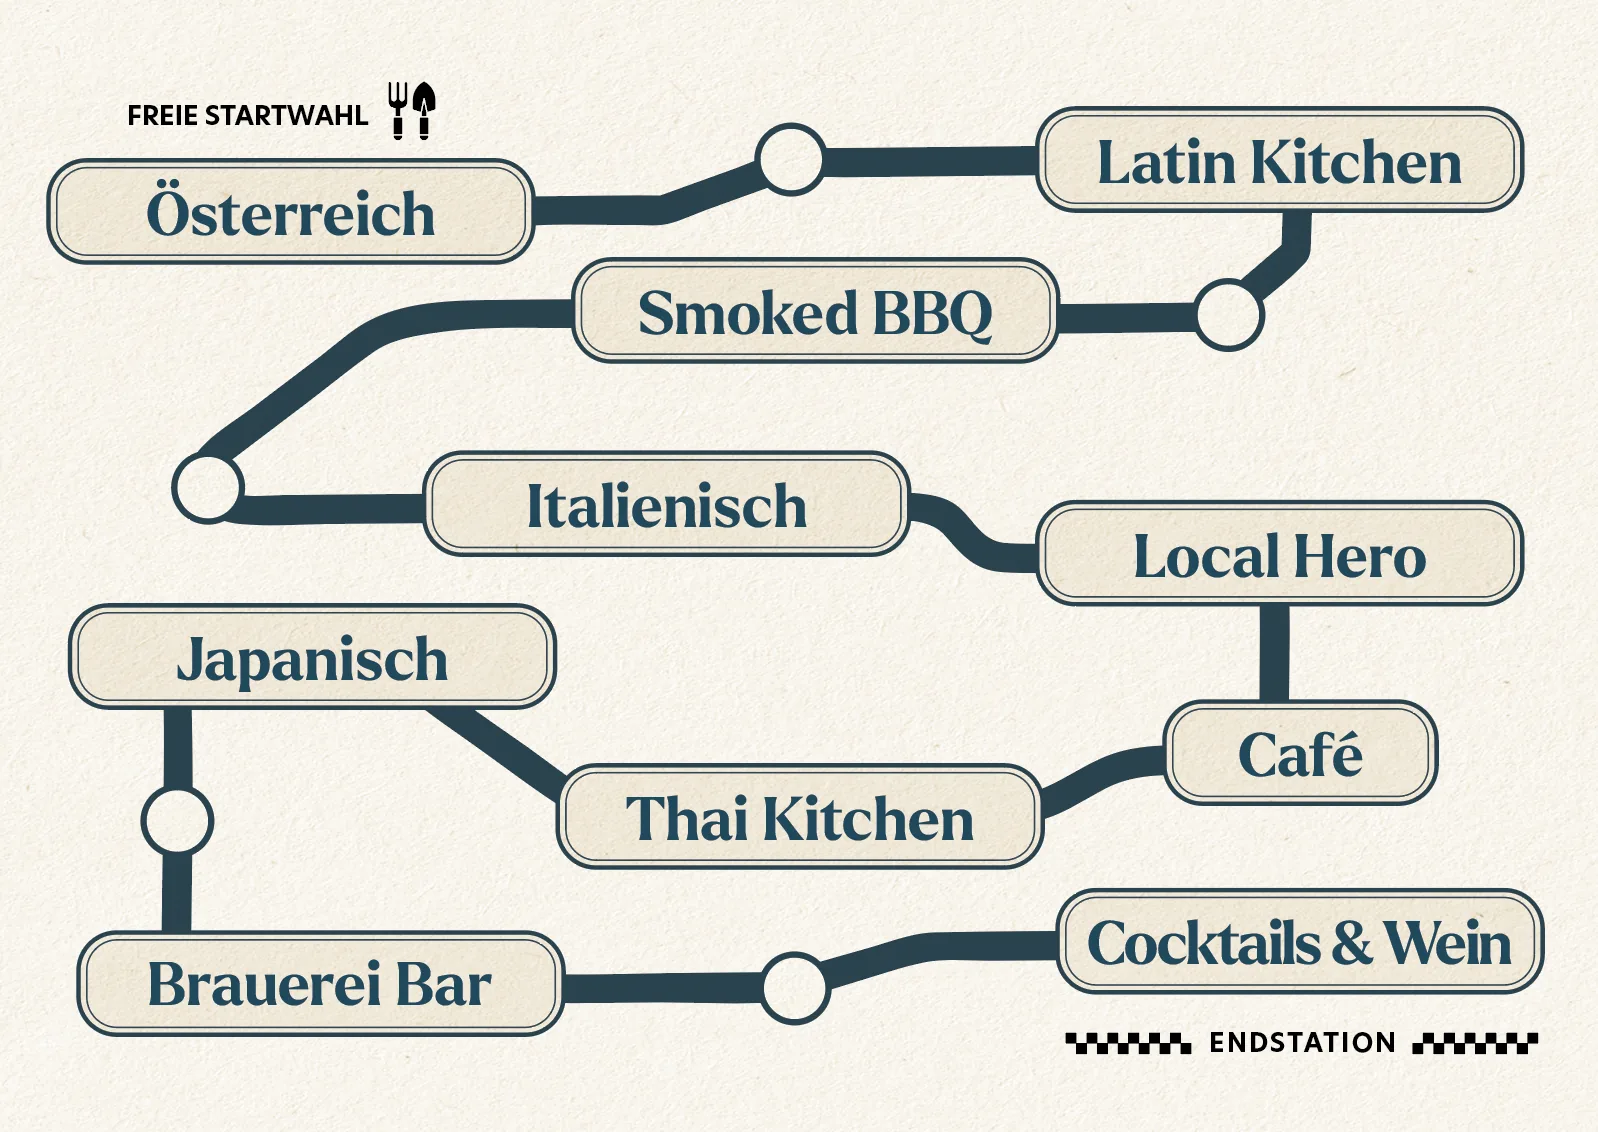 FREIE STARTWAHL
Österreich
Latin Kitchen
Smoked BBQ
Italienisch
Local Hero
Japanisch
Café
Thai Kitchen
Brauerei Bar
Cocktails & Wein
ENDSTATION